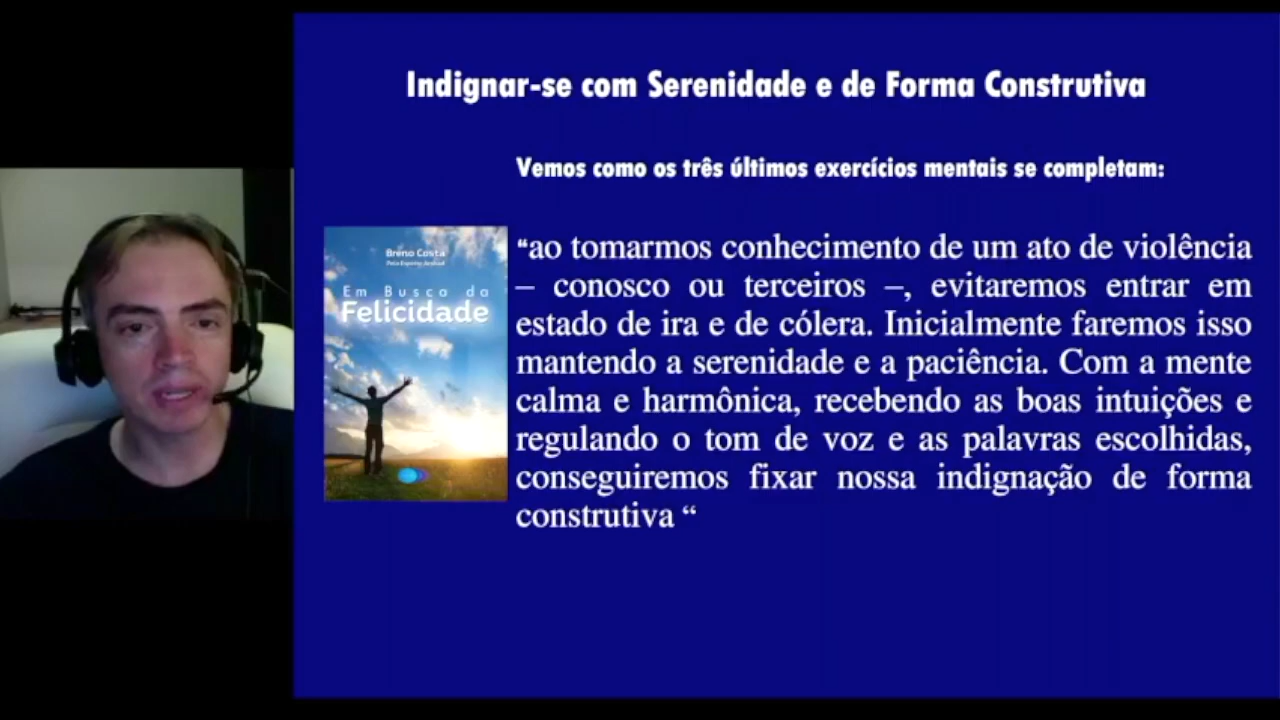 Indignar-se com Serenidade e de Forma Construtiva
Vemos como os três últimos exercícios mentais se completam:
Breno Costa
Em Busca da
Felicidade
“ao tomarmos conhecimento de um ato de violência
– conosco ou terceiros –, evitaremos entrar em
estado de ira e de cólera. Inicialmente faremos isso
mantendo a serenidade e a paciência. Com a mente
calma e harmônica, recebendo as boas intuições e
regulando o tom de voz e as palavras escolhidas,
conseguiremos fixar nossa indignação de forma
construtiva “